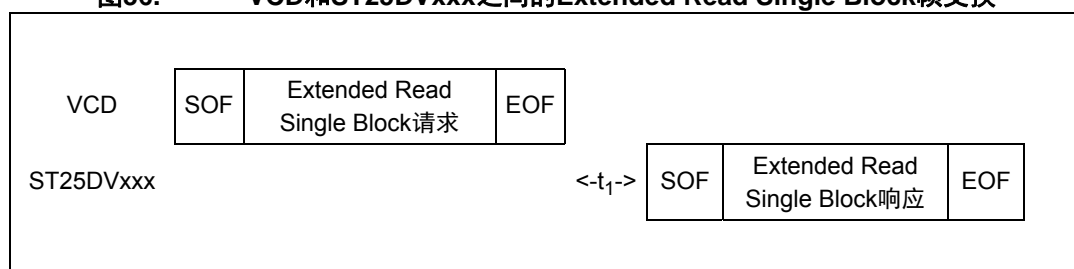 VCD SOF Extended Read Single Block请求 EOF
ST25DVxxx <-t1-> SOF Extended Read Single Block响应 EOF